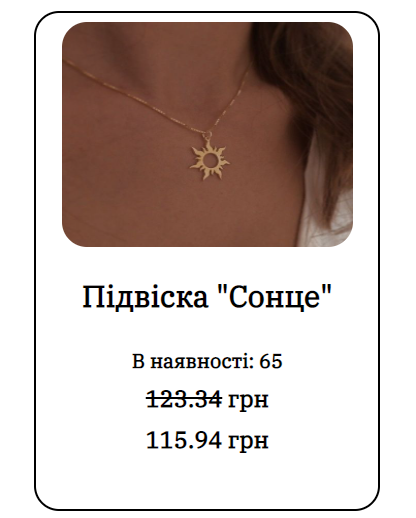 Підвіска "Сонце"
В наявності: 65
123.34 грн
115.94 грн